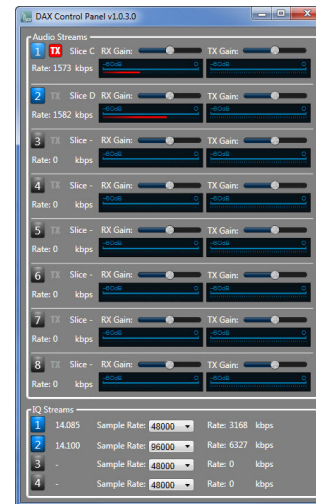 DAX Control Panel v1.0.3.0
Audio Streams
1 TX Slice C RX Gain: TX Gain:
Rate: 1573 kbps -60dB 0 -60dB 0
2 TX Slice D RX Gain: TX Gain:
Rate: 1582 kbps -60dB 0 -60dB 0
3 TX Slice - RX Gain: TX Gain:
Rate: 0 kbps -60dB 0 -60dB 0
4 TX Slice - RX Gain: TX Gain:
Rate: 0 kbps -60dB 0 -60dB 0
5 TX Slice - RX Gain: TX Gain:
Rate: 0 kbps -60dB 0 -60dB 0
6 TX Slice - RX Gain: TX Gain:
Rate: 0 kbps -60dB 0 -60dB 0
7 TX Slice - RX Gain: TX Gain:
Rate: 0 kbps -60dB 0 -60dB 0
8 TX Slice - RX Gain: TX Gain:
Rate: 0 kbps -60dB 0 -60dB 0
IQ Streams
1 14.085 Sample Rate: 48000 Rate: 3168 kbps
2 14.100 Sample Rate: 96000 Rate: 6327 kbps
3 - Sample Rate: 48000 Rate: 0 kbps
4 - Sample Rate: 48000 Rate: 0 kbps